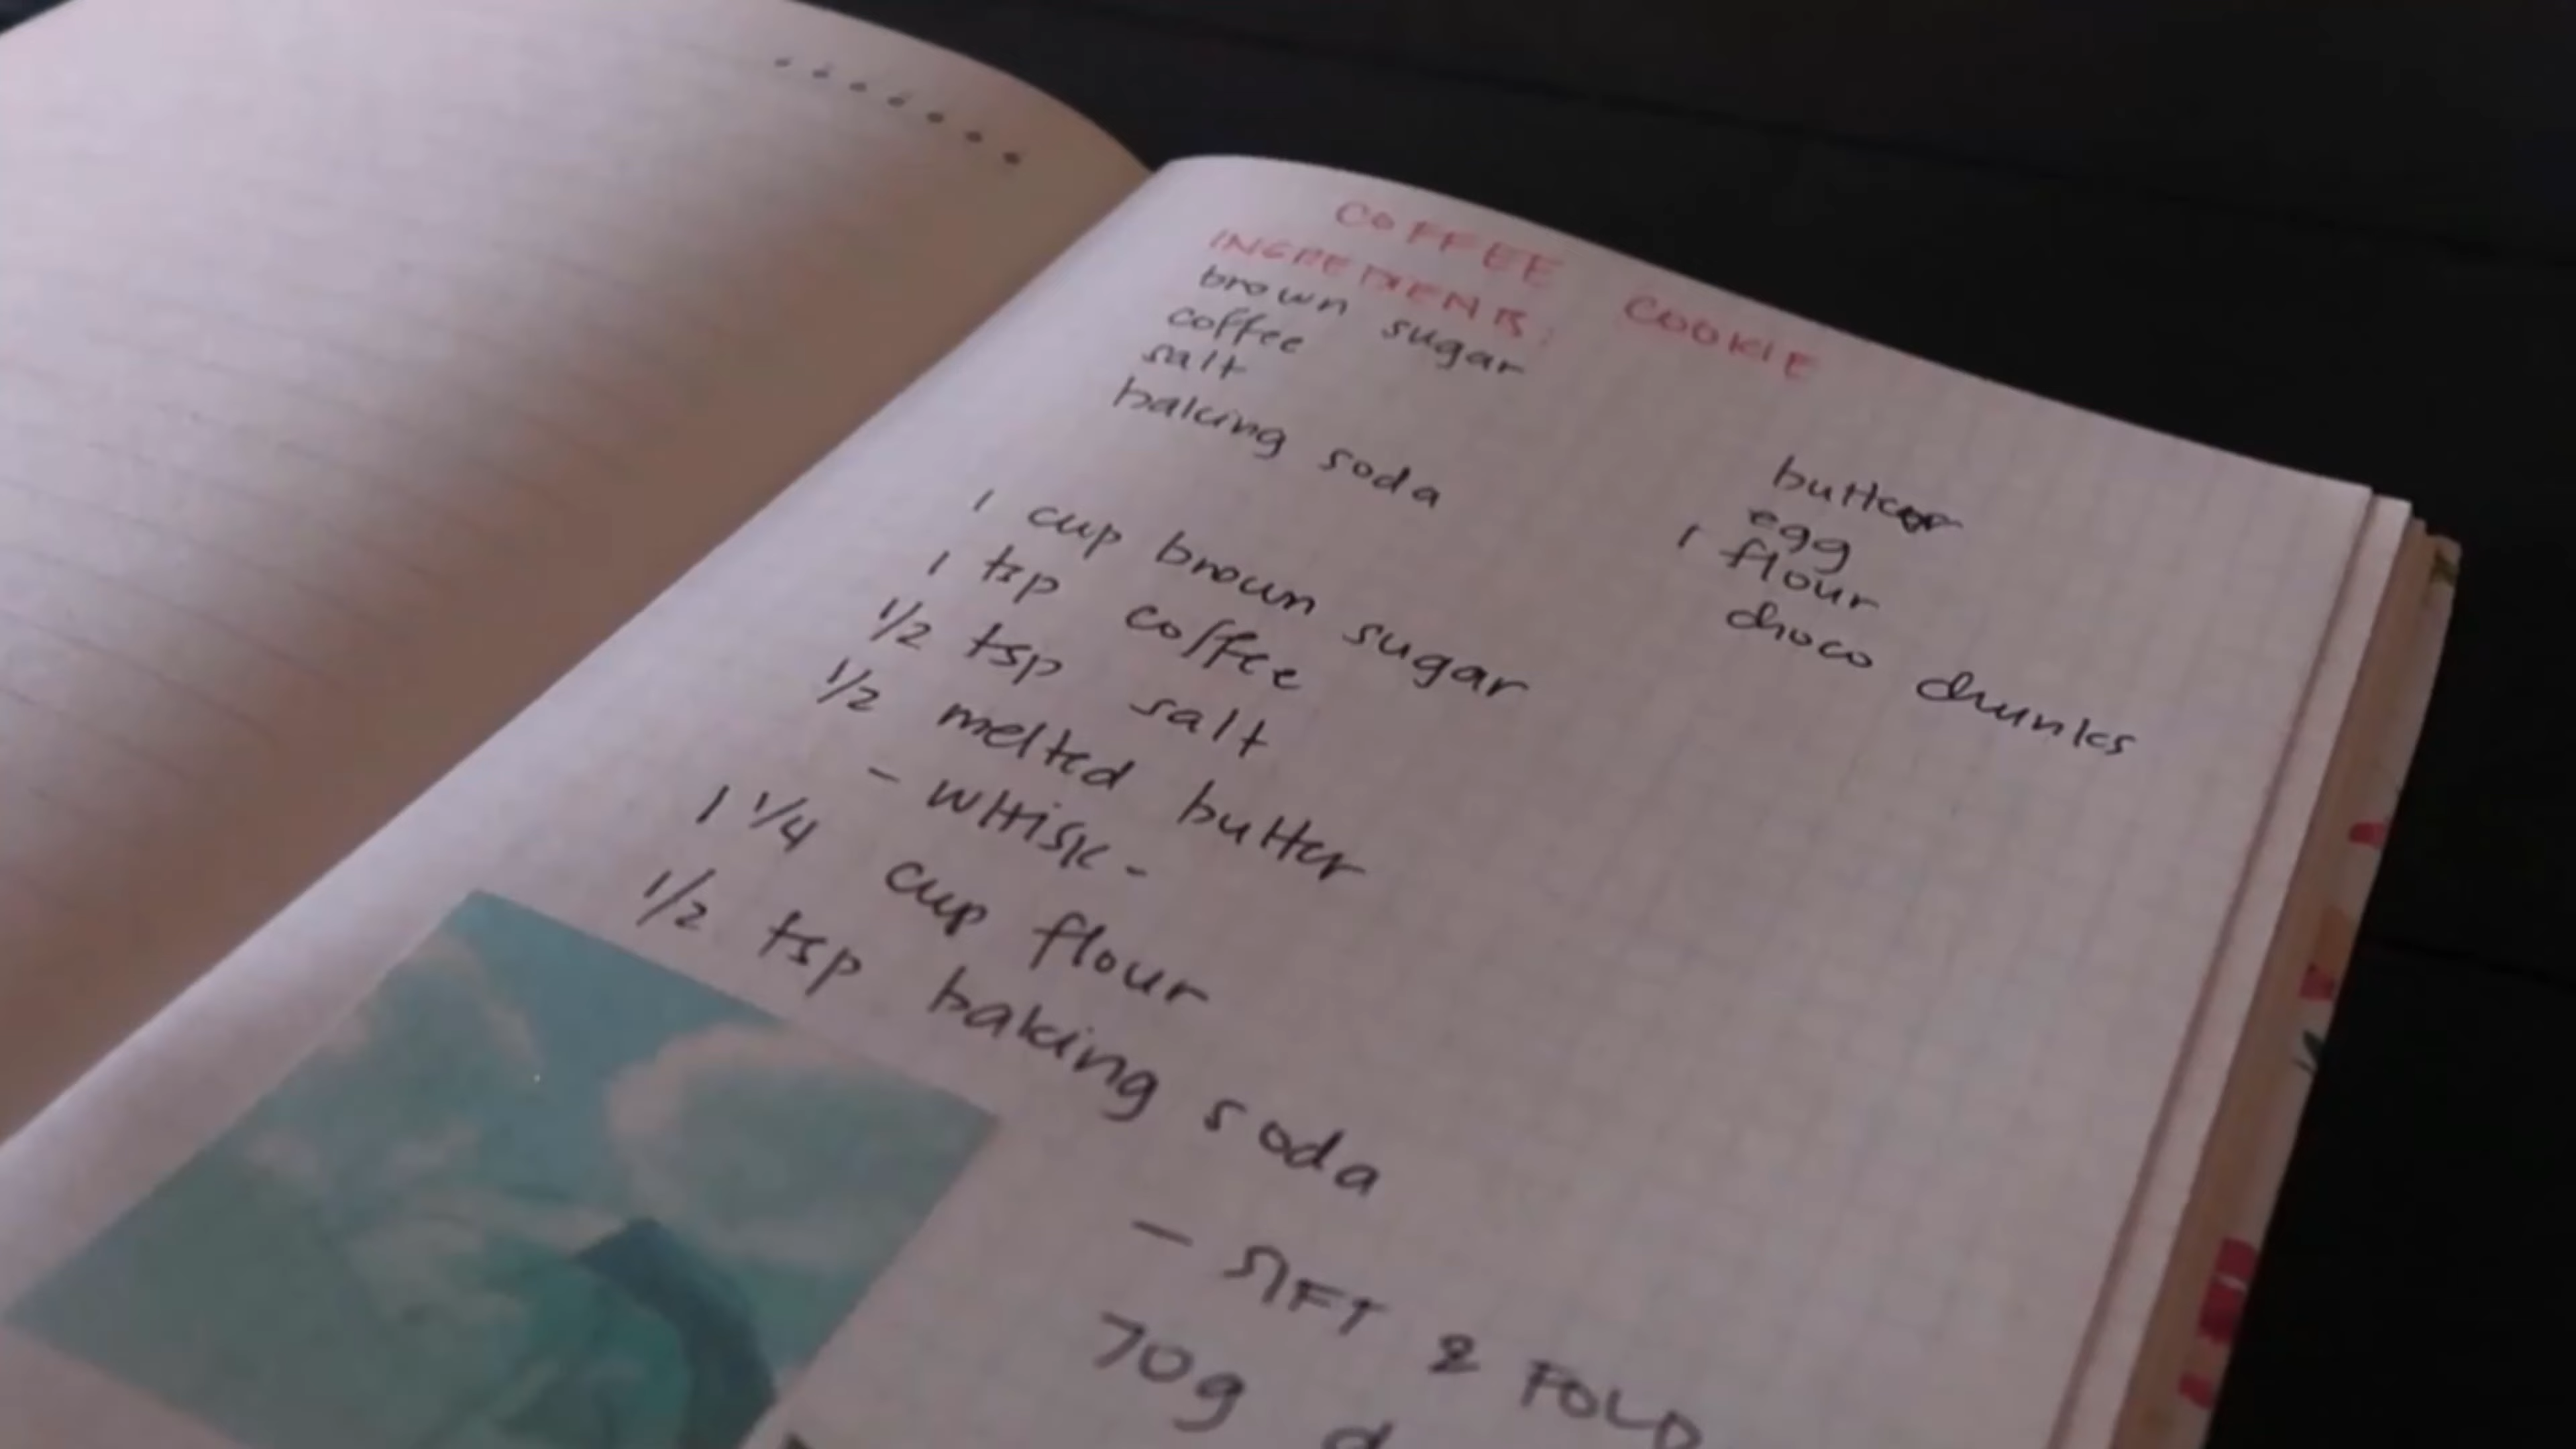 COFFEE COOKIE
INGREDIENTS:
brown sugar
coffee
salt
baking soda
butter
egg
1 flour
choco chunks
1 cup brown sugar
1 tsp coffee
1/2 tsp salt
1/2 melted butter
- WHISK -
1 1/4 cup flour
1/2 tsp baking soda
- SIFT & FOLD
70g